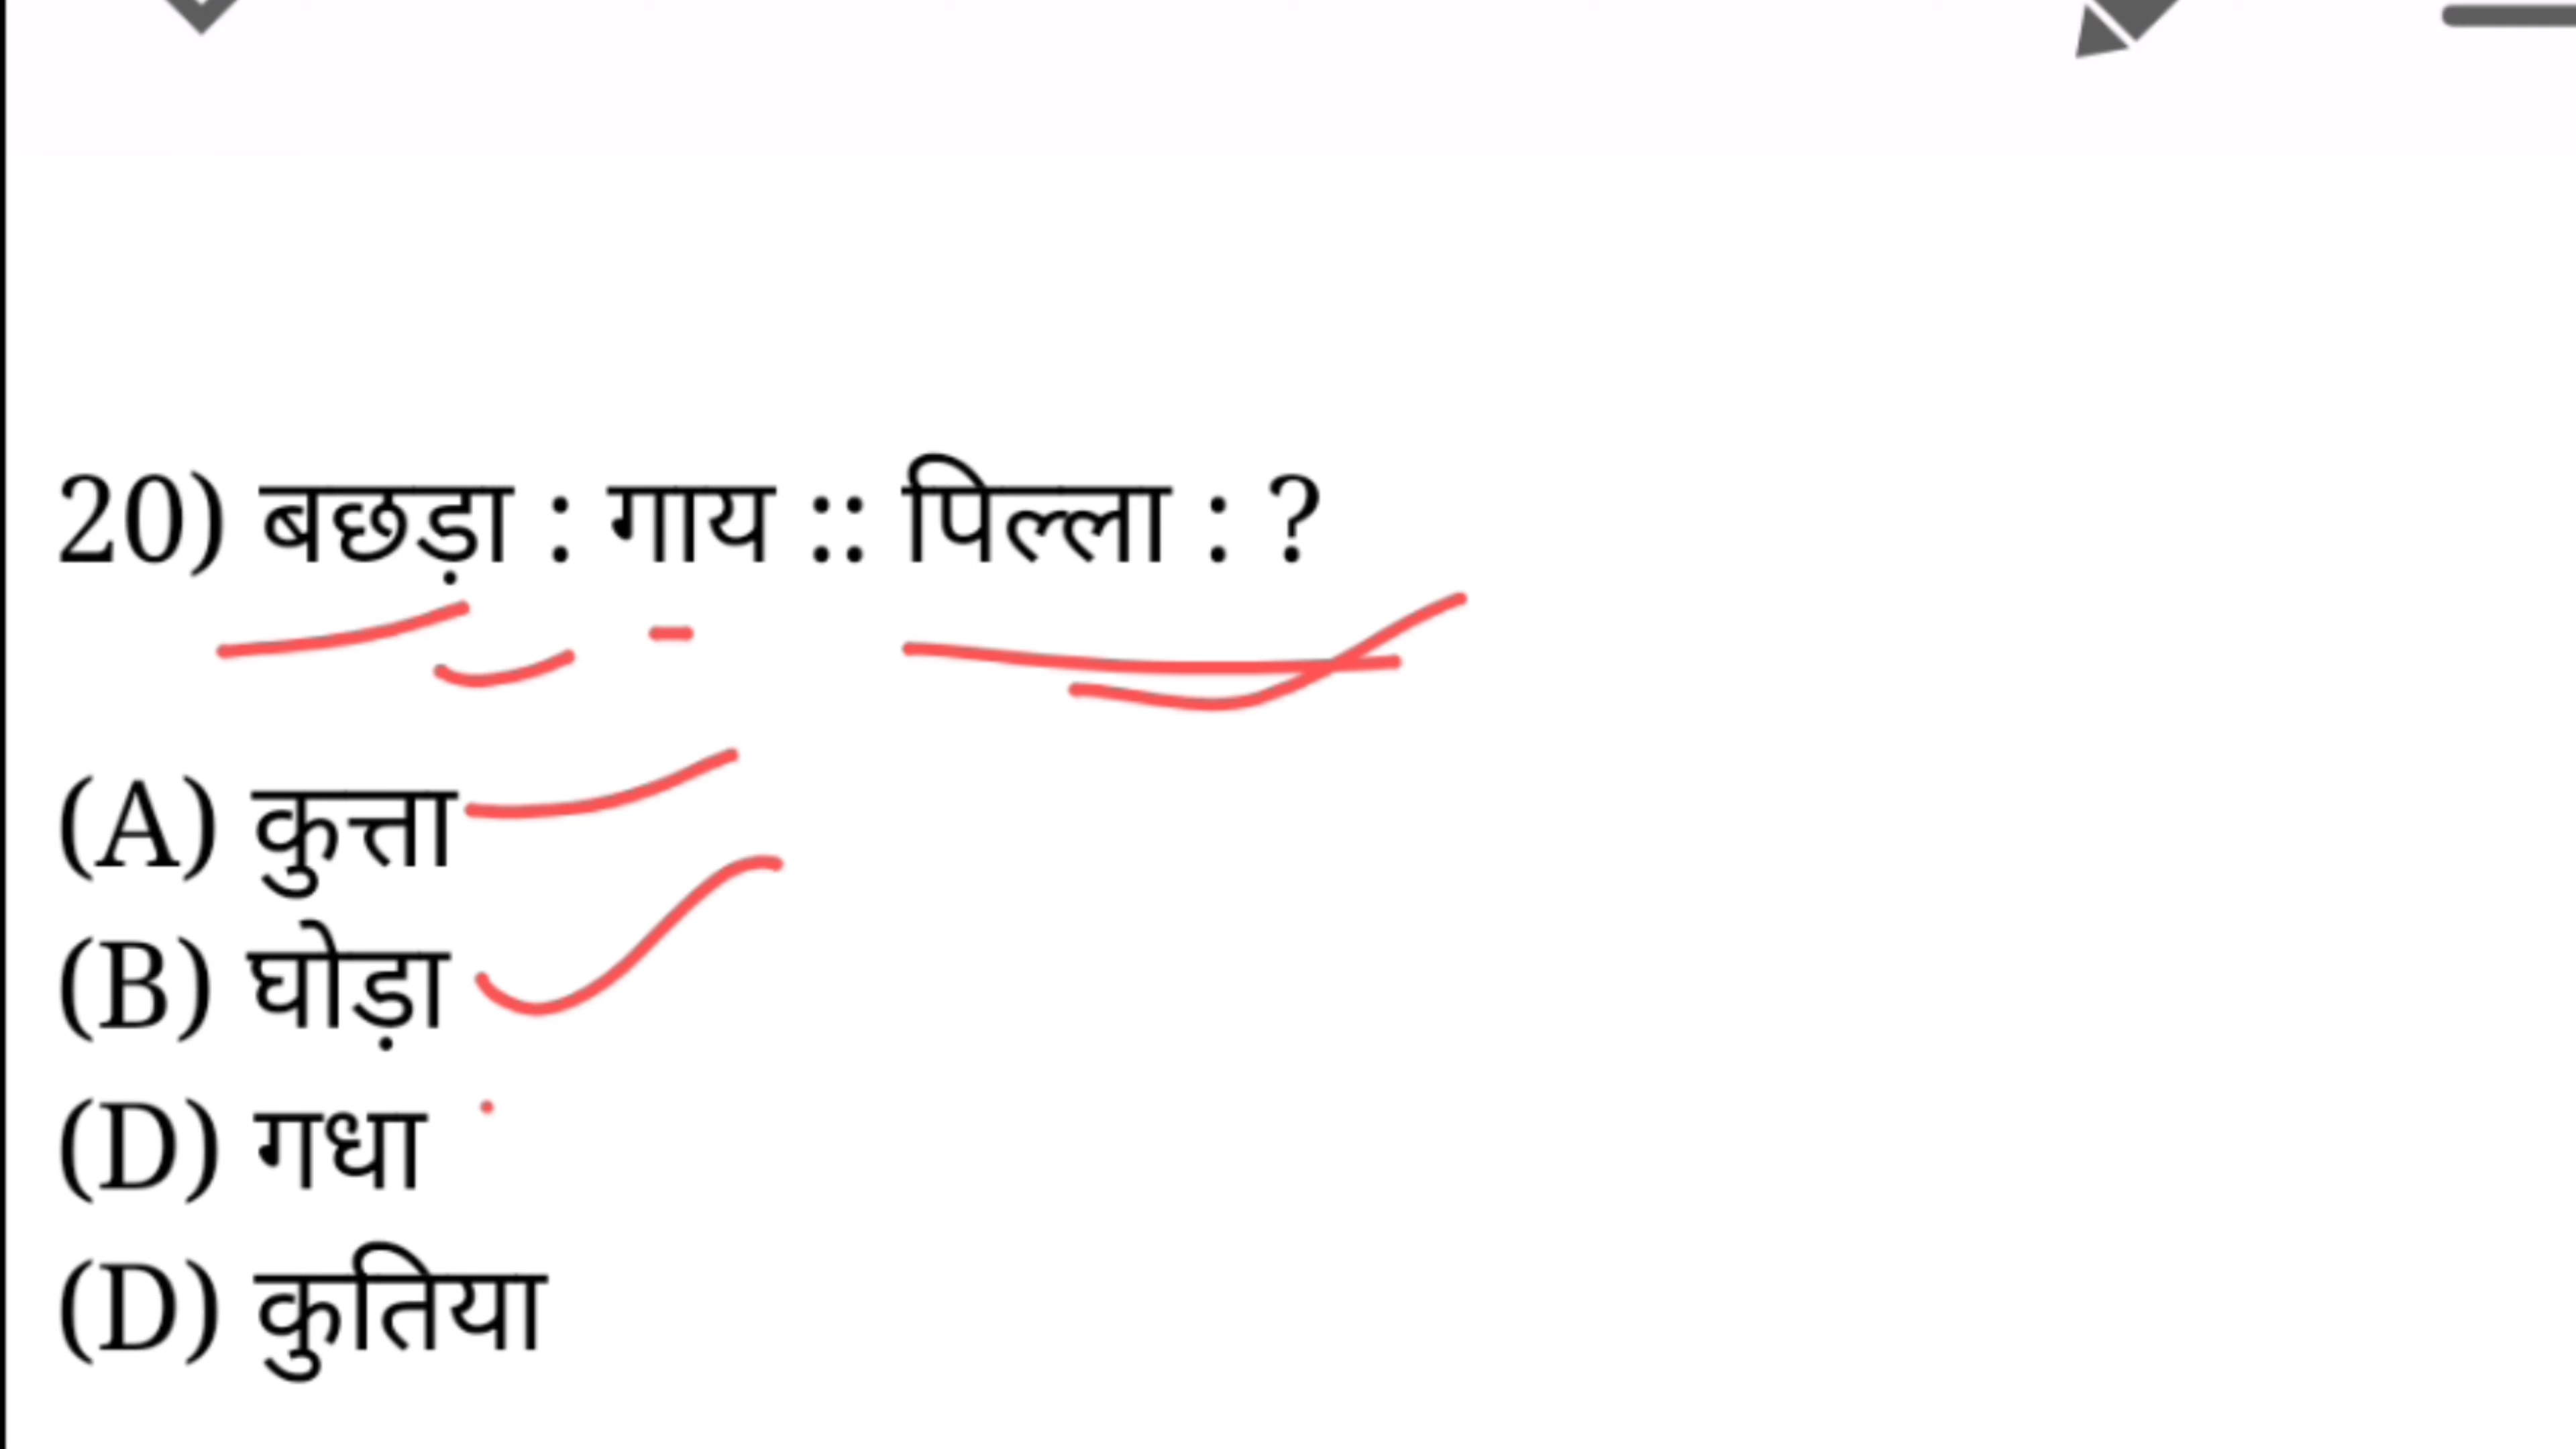 20) बछड़ा : गाय :: पिल्ला : ?
(A) कुत्ता
(B) घोड़ा
(D) गधा
(D) कुतिया